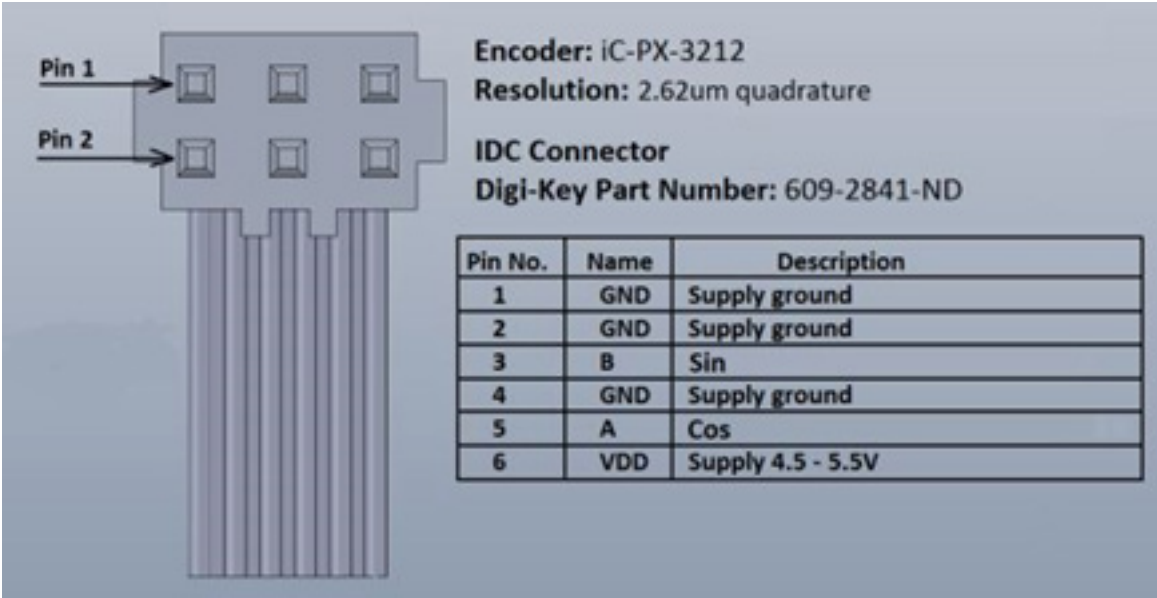 Pin 1
Pin 2
Encoder: iC-PX-3212
Resolution: 2.62um quadrature
IDC Connector
Digi-Key Part Number: 609-2841-ND
Pin No. Name Description
1 GND Supply ground
2 GND Supply ground
3 B Sin
4 GND Supply ground
5 A Cos
6 VDD Supply 4.5 - 5.5V